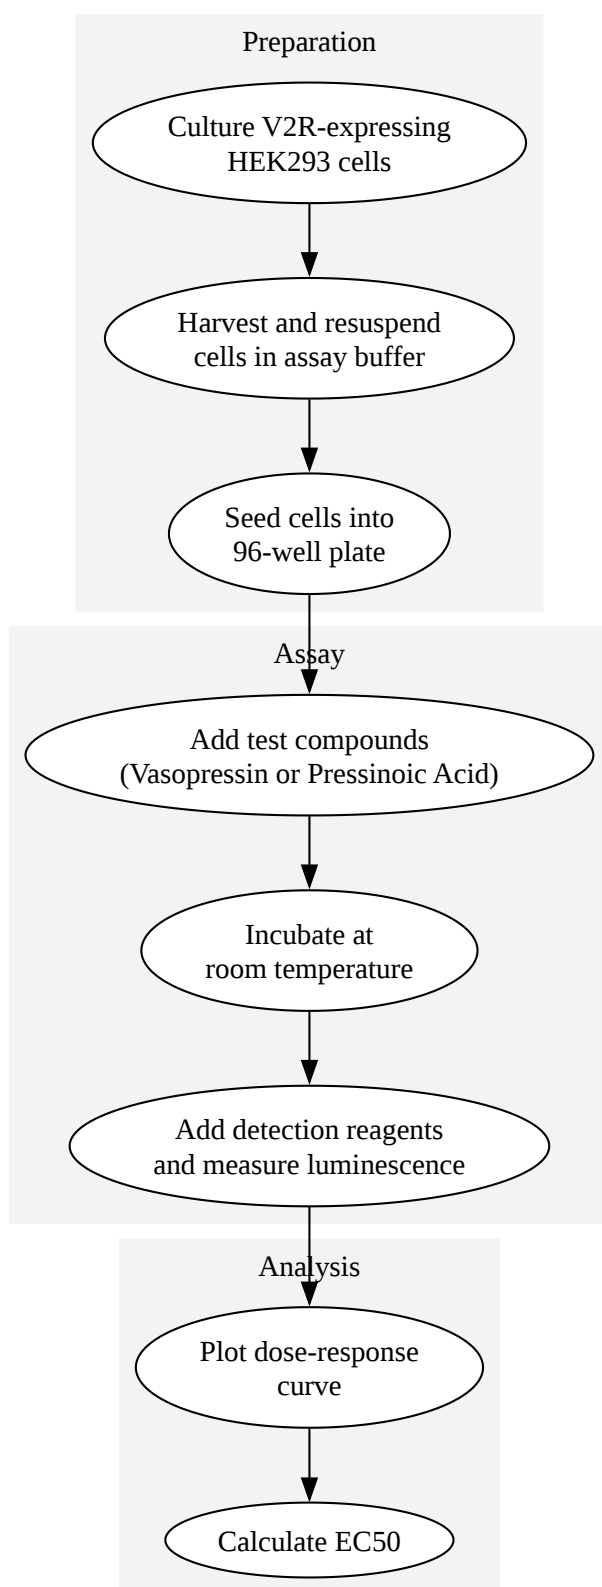 Preparation
Culture V2R-expressing
HEK293 cells
Harvest and resuspend
cells in assay buffer
Seed cells into
96-well plate
Assay
Add test compounds
(Vasopressin or Pressinoic Acid)
Incubate at
room temperature
Add detection reagents
and measure luminescence
Analysis
Plot dose-response
curve
Calculate EC50